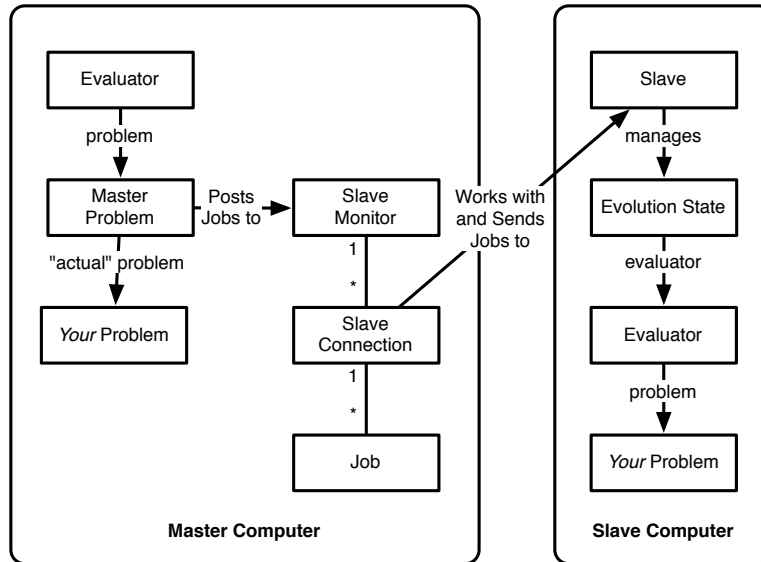 Evaluator
problem
Master
Problem
Posts
Jobs to
Slave
Monitor
"actual" problem
Your Problem
1
*
Slave
Connection
1
*
Job
Master Computer
Works with
and Sends
Jobs to
Slave
manages
Evolution State
evaluator
Evaluator
problem
Your Problem
Slave Computer